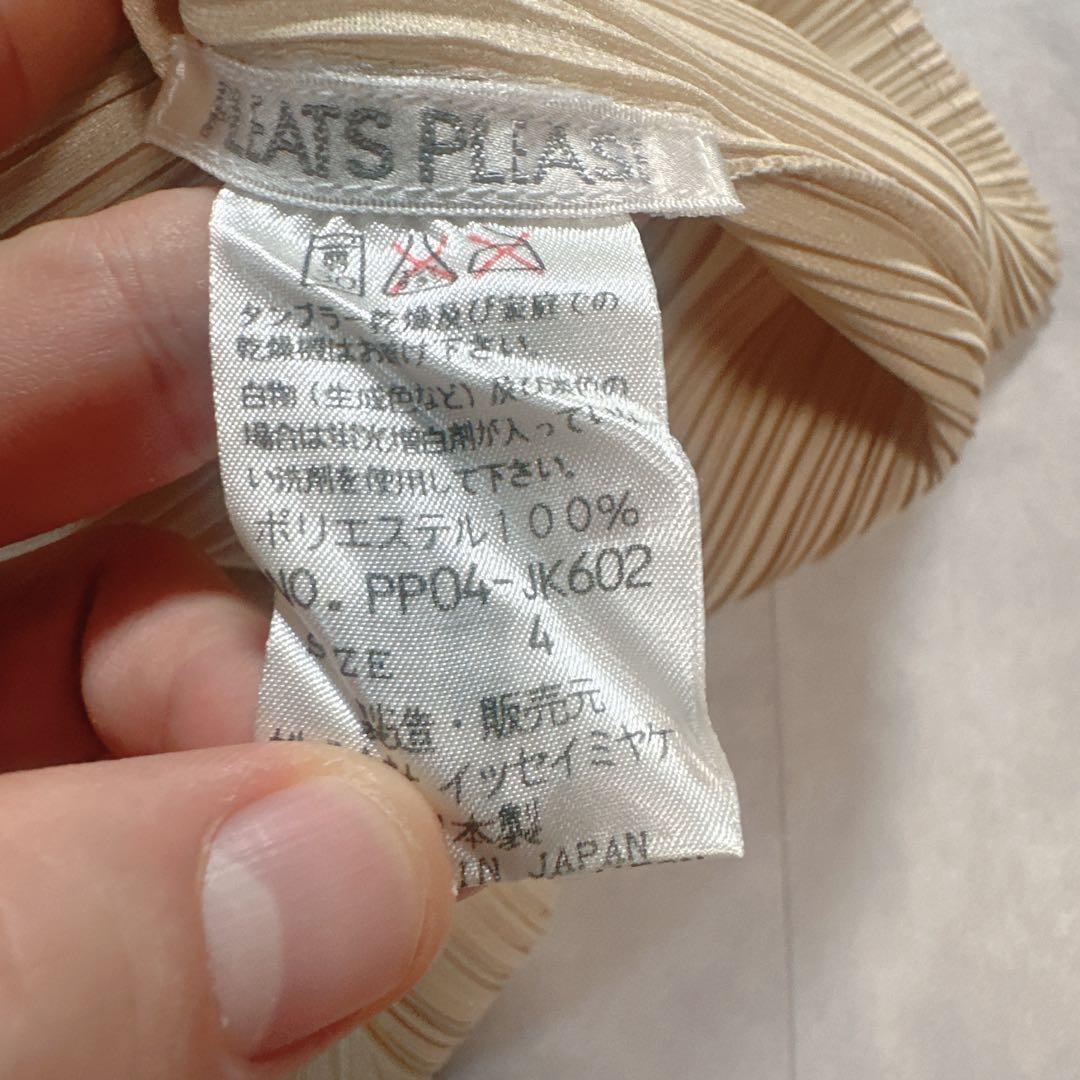 PLEATS PLEASE
タンブラー乾燥及び家庭での
乾燥機はお避け下さい。
白物（生成色など）及び淡色の
場合は蛍光増白剤が入っていな
い洗剤を使用して下さい。
ポリエステル100%
NO. PP04-JK602
SIZE 4
製造・販売元
イッセイミヤケ
日本製
IN JAPAN